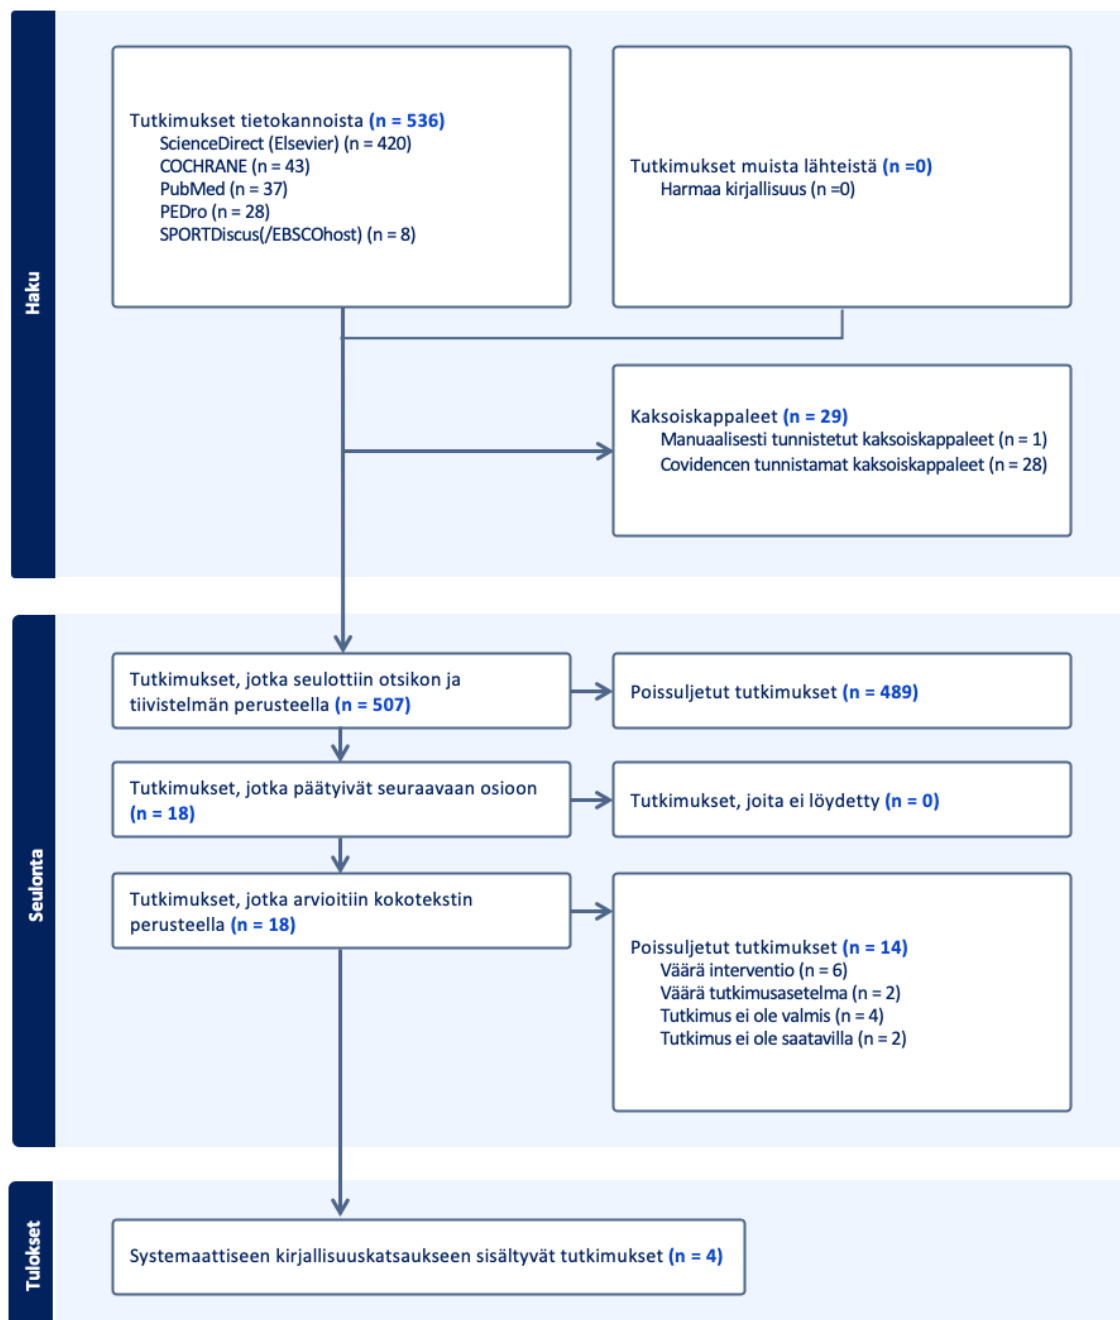 Haku
Tutkimukset tietokannoista (n = 536)
ScienceDirect (Elsevier) (n = 420)
COCHRANE (n = 43)
PubMed (n = 37)
PEDro (n = 28)
SPORTDiscus(/EBSCOhost) (n = 8)
Tutkimukset muista lähteistä (n =0)
Harmaa kirjallisuus (n =0)
Kaksoiskappaleet (n = 29)
Manuaalisesti tunnistetut kaksoiskappaleet (n = 1)
Covidencen tunnistamat kaksoiskappaleet (n = 28)
Seulonta
Tutkimukset, jotka seulottiin otsikon ja
tiivistelmän perusteella (n = 507)
Poissuljetut tutkimukset (n = 489)
Tutkimukset, jotka päätyivät seuraavaan osioon
(n = 18)
Tutkimukset, joita ei löydetty (n = 0)
Tutkimukset, jotka arvioitiin kokotekstin
perusteella (n = 18)
Poissuljetut tutkimukset (n = 14)
Väärä interventio (n = 6)
Väärä tutkimusasetelma (n = 2)
Tutkimus ei ole valmis (n = 4)
Tutkimus ei ole saatavilla (n = 2)
Tulokset
Systemaattiseen kirjallisuuskatsaukseen sisältyvät tutkimukset (n = 4)